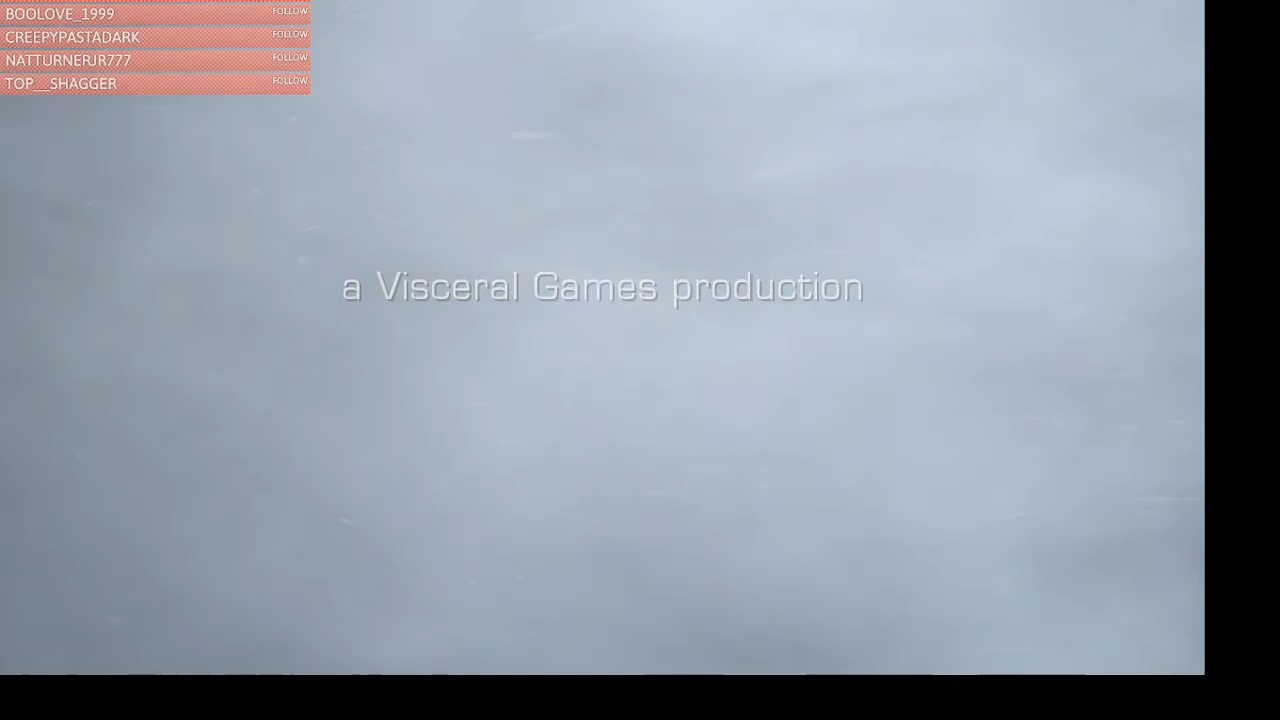 BOOLOVE_1999 FOLLOW
CREEPYPASTADARK FOLLOW
NATTURNERJR777 FOLLOW
TOP__SHAGGER FOLLOW
a Visceral Games production